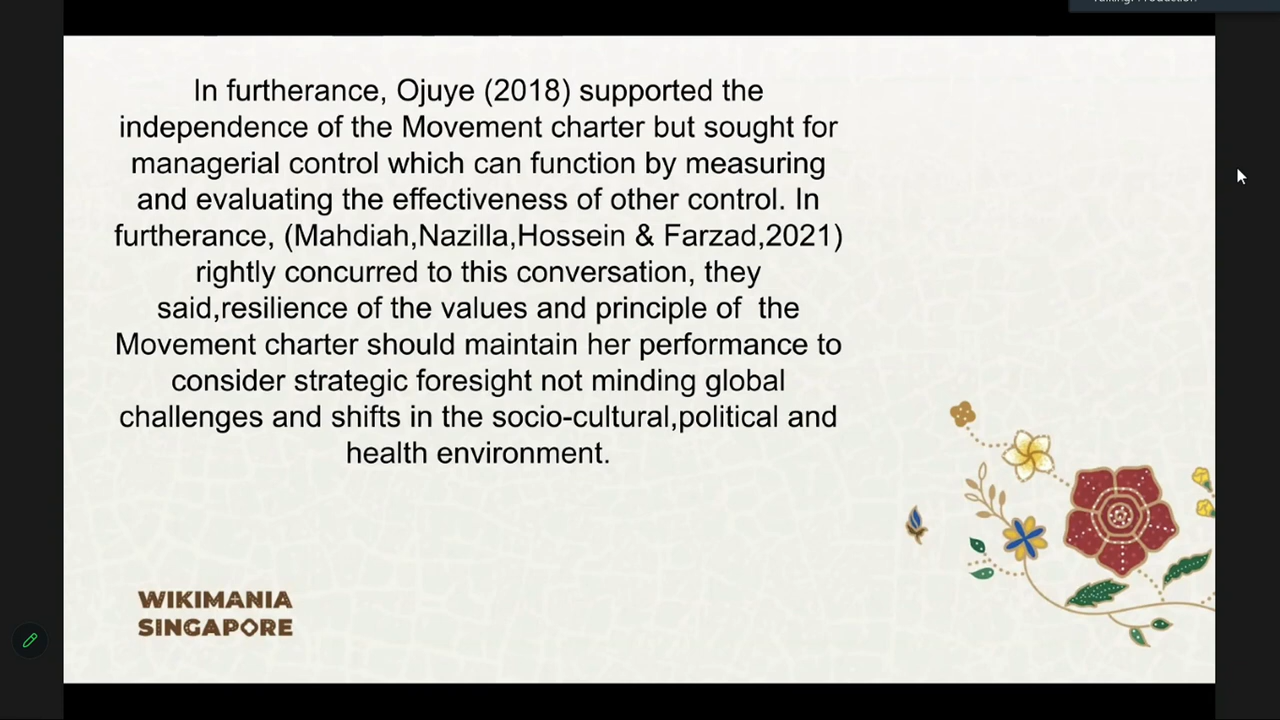 In furtherance, Ojuye (2018) supported the
independence of the Movement charter but sought for
managerial control which can function by measuring
and evaluating the effectiveness of other control. In
furtherance, (Mahdiah,Nazilla,Hossein & Farzad,2021)
rightly concurred to this conversation, they
said,resilience of the values and principle of  the
Movement charter should maintain her performance to
consider strategic foresight not minding global
challenges and shifts in the socio-cultural,political and
health environment.
WIKIMANIA
SINGAPORE